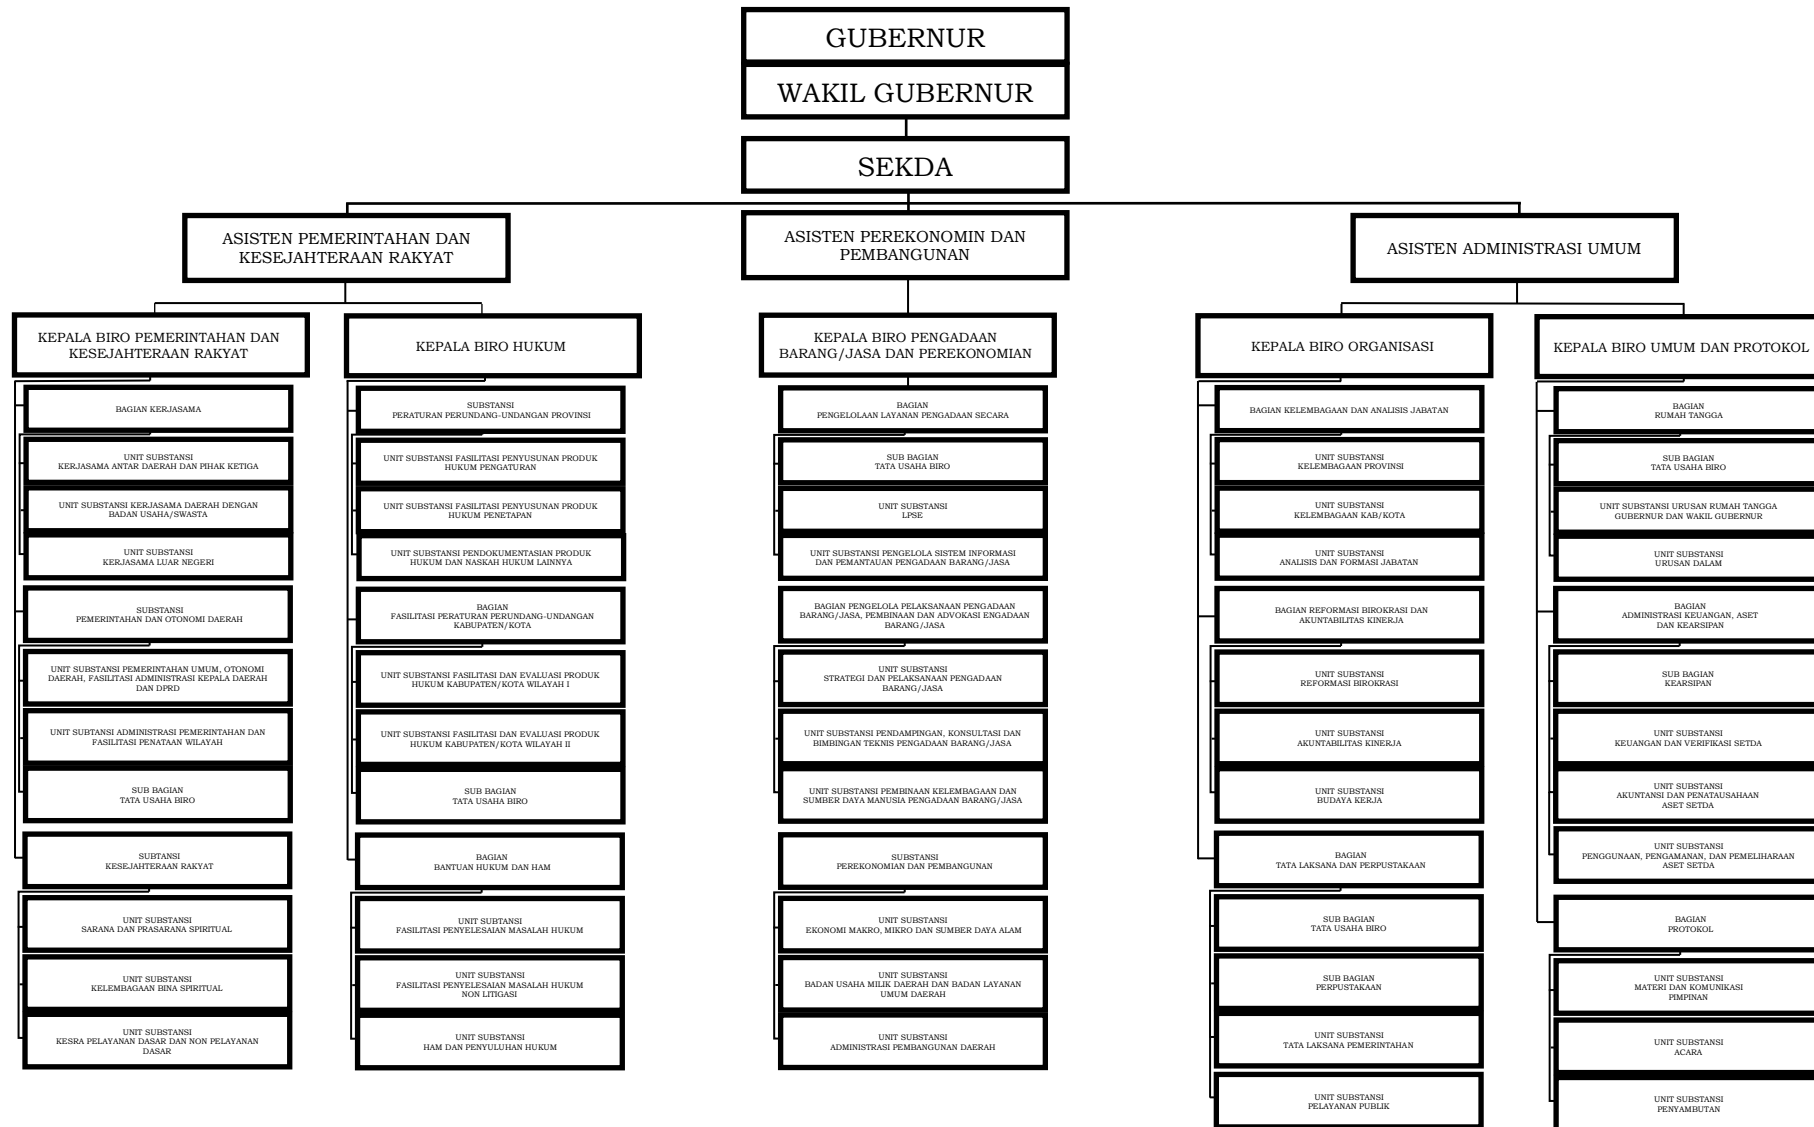 GUBERNUR
WAKIL GUBERNUR
SEKDA
ASISTEN PEMERINTAHAN DAN
KESEJAHTERAAN RAKYAT
ASISTEN PEREKONOMIN DAN
PEMBANGUNAN
ASISTEN ADMINISTRASI UMUM
KEPALA BIRO PEMERINTAHAN DAN
KESEJAHTERAAN RAKYAT
BAGIAN KERJASAMA
UNIT SUBSTANSI
KERJASAMA ANTAR DAERAH DAN PIHAK KETIGA
UNIT SUBSTANSI KERJASAMA DAERAH DENGAN
BADAN USAHA/SWASTA
UNIT SUBSTANSI
KERJASAMA LUAR NEGERI
SUBSTANSI
PEMERINTAHAN DAN OTONOMI DAERAH
UNIT SUBSTANSI PEMERINTAHAN UMUM, OTONOMI
DAERAH, FASILITASI ADMINISTRASI KEPALA DAERAH
DAN DPRD
UNIT SUBTANSI ADMINISTRASI PEMERINTAHAN DAN
FASILITASI PENATAAN WILAYAH
SUB BAGIAN
TATA USAHA BIRO
SUBTANSI
KESEJAHTERAAN RAKYAT
UNIT SUBSTANSI
SARANA DAN PRASARANA SPIRITUAL
UNIT SUBSTANSI
KELEMBAGAAN BINA SPIRITUAL
UNIT SUBSTANSI
KESRA PELAYANAN DASAR DAN NON PELAYANAN
DASAR
KEPALA BIRO HUKUM
SUBSTANSI
PERATURAN PERUNDANG-UNDANGAN PROVINSI
UNIT SUBSTANSI FASILITASI PENYUSUNAN PRODUK
HUKUM PENGATURAN
UNIT SUBSTANSI FASILITASI PENYUSUNAN PRODUK
HUKUM PENETAPAN
UNIT SUBSTANSI PENDOKUMENTASIAN PRODUK
HUKUM DAN NASKAH HUKUM LAINNYA
BAGIAN
FASILITASI PERATURAN PERUNDANG-UNDANGAN
KABUPATEN/KOTA
UNIT SUBSTANSI FASILITASI DAN EVALUASI PRODUK
HUKUM KABUPATEN/KOTA WILAYAH I
UNIT SUBSTANSI FASILITASI DAN EVALUASI PRODUK
HUKUM KABUPATEN/KOTA WILAYAH II
SUB BAGIAN
TATA USAHA BIRO
BAGIAN
BANTUAN HUKUM DAN HAM
UNIT SUBTANSI
FASILITASI PENYELESAIAN MASALAH HUKUM
UNIT SUBSTANSI
FASILITASI PENYELESAIAN MASALAH HUKUM
NON LITIGASI
UNIT SUBSTANSI
HAM DAN PENYULUHAN HUKUM
KEPALA BIRO PENGADAAN
BARANG/JASA DAN PEREKONOMIAN
BAGIAN
PENGELOLAAN LAYANAN PENGADAAN SECARA
SUB BAGIAN
TATA USAHA BIRO
UNIT SUBSTANSI
LPSE
UNIT SUBSTANSI PENGELOLA SISTEM INFORMASI
DAN PEMANTAUAN PENGADAAN BARANG/JASA
BAGIAN PENGELOLA PELAKSANAAN PENGADAAN
BARANG/JASA, PEMBINAAN DAN ADVOKASI ENGADAAN
BARANG/JASA
UNIT SUBSTANSI
STRATEGI DAN PELAKSANAAN PENGADAAN
BARANG/JASA
UNIT SUBSTANSI PENDAMPINGAN, KONSULTASI DAN
BIMBINGAN TEKNIS PENGADAAN BARANG/JASA
UNIT SUBSTANSI PEMBINAAN KELEMBAGAAN DAN
SUMBER DAYA MANUSIA PENGADAAN BARANG/JASA
SUBSTANSI
PEREKONOMIAN DAN PEMBANGUNAN
UNIT SUBSTANSI
EKONOMI MAKRO, MIKRO DAN SUMBER DAYA ALAM
UNIT SUBSTANSI
BADAN USAHA MILIK DAERAH DAN BADAN LAYANAN
UMUM DAERAH
UNIT SUBSTANSI
ADMINISTRASI PEMBANGUNAN DAERAH
KEPALA BIRO ORGANISASI
BAGIAN KELEMBAGAAN DAN ANALISIS JABATAN
UNIT SUBSTANSI
KELEMBAGAAN PROVINSI
UNIT SUBSTANSI
KELEMBAGAAN KAB/KOTA
UNIT SUBSTANSI
ANALISIS DAN FORMASI JABATAN
BAGIAN REFORMASI BIROKRASI DAN
AKUNTABILITAS KINERJA
UNIT SUBSTANSI
REFORMASI BIROKRASI
UNIT SUBSTANSI
AKUNTABILITAS KINERJA
UNIT SUBSTANSI
BUDAYA KERJA
BAGIAN
TATA LAKSANA DAN PERPUSTAKAAN
SUB BAGIAN
TATA USAHA BIRO
SUB BAGIAN
PERPUSTAKAAN
UNIT SUBSTANSI
TATA LAKSANA PEMERINTAHAN
UNIT SUBSTANSI
PELAYANAN PUBLIK
KEPALA BIRO UMUM DAN PROTOKOL
BAGIAN
RUMAH TANGGA
SUB BAGIAN
TATA USAHA BIRO
UNIT SUBSTANSI URUSAN RUMAH TANGGA
GUBERNUR DAN WAKIL GUBERNUR
UNIT SUBSTANSI
URUSAN DALAM
BAGIAN
ADMINISTRASI KEUANGAN, ASET
DAN KEARSIPAN
SUB BAGIAN
KEARSIPAN
UNIT SUBSTANSI
KEUANGAN DAN VERIFIKASI SETDA
UNIT SUBSTANSI
AKUNTANSI DAN PENATAUSAHAAN
ASET SETDA
UNIT SUBSTANSI
PENGGUNAAN, PENGAMANAN, DAN PEMELIHARAAN
ASET SETDA
BAGIAN
PROTOKOL
UNIT SUBSTANSI
MATERI DAN KOMUNIKASI
PIMPINAN
UNIT SUBSTANSI
ACARA
UNIT SUBSTANSI
PENYAMBUTAN